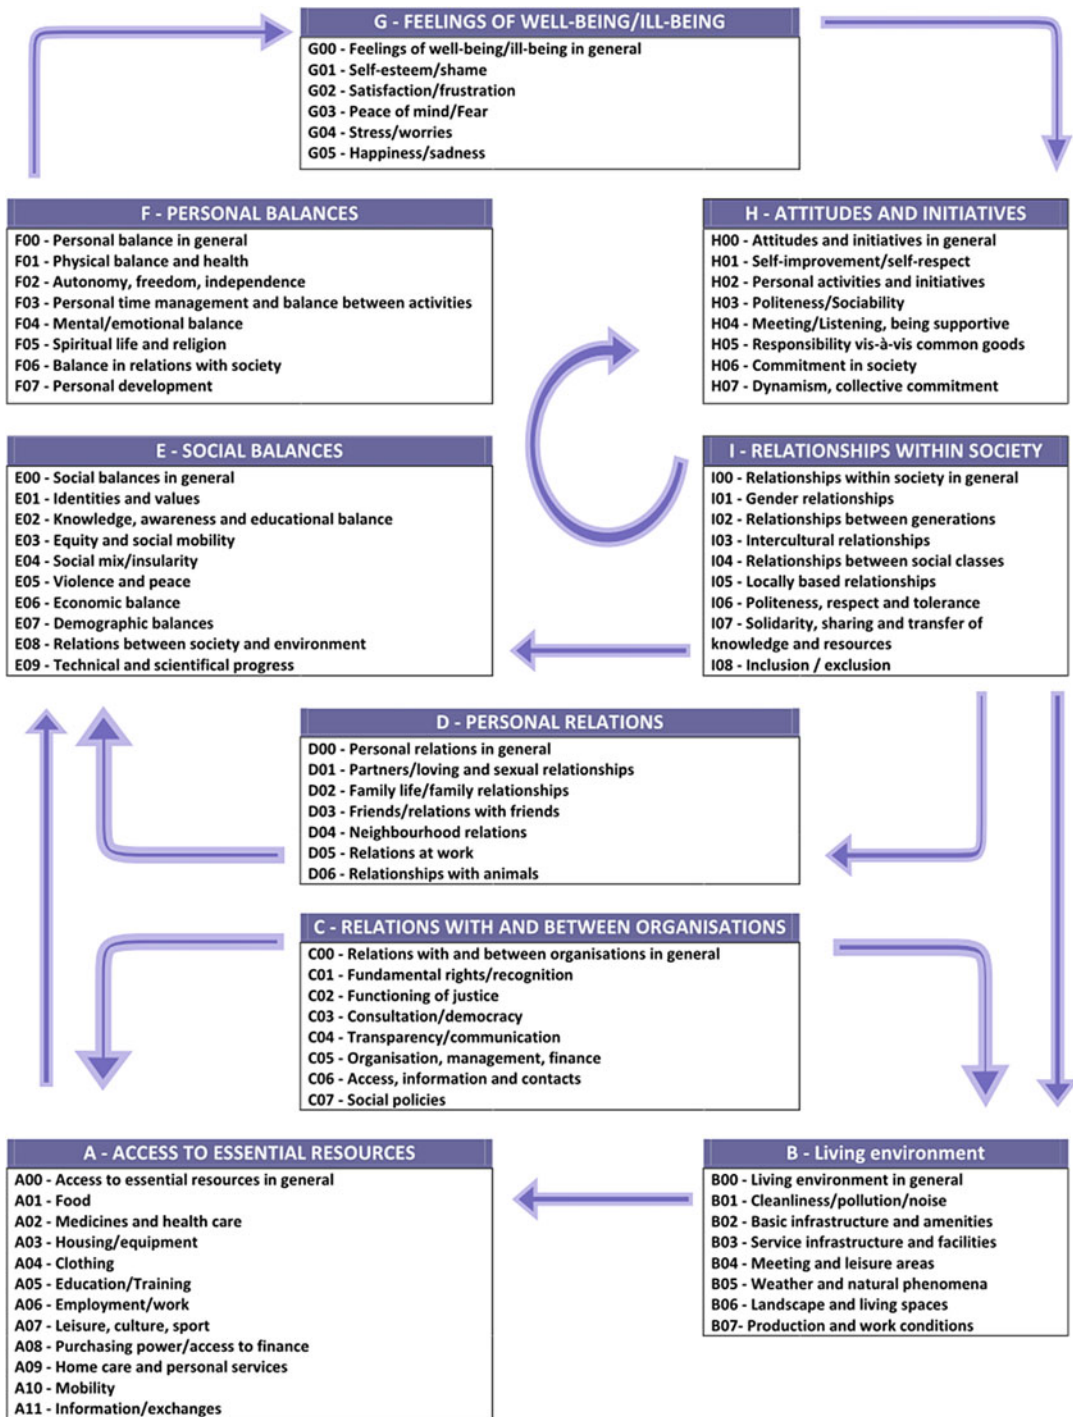 G - FEELINGS OF WELL-BEING/ILL-BEING
G00 - Feelings of well-being/ill-being in general
G01 - Self-esteem/shame
G02 - Satisfaction/frustration
G03 - Peace of mind/Fear
G04 - Stress/worries
G05 - Happiness/sadness
F - PERSONAL BALANCES
F00 - Personal balance in general
F01 - Physical balance and health
F02 - Autonomy, freedom, independence
F03 - Personal time management and balance between activities
F04 - Mental/emotional balance
F05 - Spiritual life and religion
F06 - Balance in relations with society
F07 - Personal development
H - ATTITUDES AND INITIATIVES
H00 - Attitudes and initiatives in general
H01 - Self-improvement/self-respect
H02 - Personal activities and initiatives
H03 - Politeness/Sociability
H04 - Meeting/Listening, being supportive
H05 - Responsibility vis-à-vis common goods
H06 - Commitment in society
H07 - Dynamism, collective commitment
E - SOCIAL BALANCES
E00 - Social balances in general
E01 - Identities and values
E02 - Knowledge, awareness and educational balance
E03 - Equity and social mobility
E04 - Social mix/insularity
E05 - Violence and peace
E06 - Economic balance
E07 - Demographic balances
E08 - Relations between society and environment
E09 - Technical and scientifical progress
I - RELATIONSHIPS WITHIN SOCIETY
I00 - Relationships within society in general
I01 - Gender relationships
I02 - Relationships between generations
I03 - Intercultural relationships
I04 - Relationships between social classes
I05 - Locally based relationships
I06 - Politeness, respect and tolerance
I07 - Solidarity, sharing and transfer of
knowledge and resources
I08 - Inclusion / exclusion
D - PERSONAL RELATIONS
D00 - Personal relations in general
D01 - Partners/loving and sexual relationships
D02 - Family life/family relationships
D03 - Friends/relations with friends
D04 - Neighbourhood relations
D05 - Relations at work
D06 - Relationships with animals
C - RELATIONS WITH AND BETWEEN ORGANISATIONS
C00 - Relations with and between organisations in general
C01 - Fundamental rights/recognition
C02 - Functioning of justice
C03 - Consultation/democracy
C04 - Transparency/communication
C05 - Organisation, management, finance
C06 - Access, information and contacts
C07 - Social policies
A - ACCESS TO ESSENTIAL RESOURCES
A00 - Access to essential resources in general
A01 - Food
A02 - Medicines and health care
A03 - Housing/equipment
A04 - Clothing
A05 - Education/Training
A06 - Employment/work
A07 - Leisure, culture, sport
A08 - Purchasing power/access to finance
A09 - Home care and personal services
A10 - Mobility
A11 - Information/exchanges
B - Living environment
B00 - Living environment in general
B01 - Cleanliness/pollution/noise
B02 - Basic infrastructure and amenities
B03 - Service infrastructure and facilities
B04 - Meeting and leisure areas
B05 - Weather and natural phenomena
B06 - Landscape and living spaces
B07- Production and work conditions